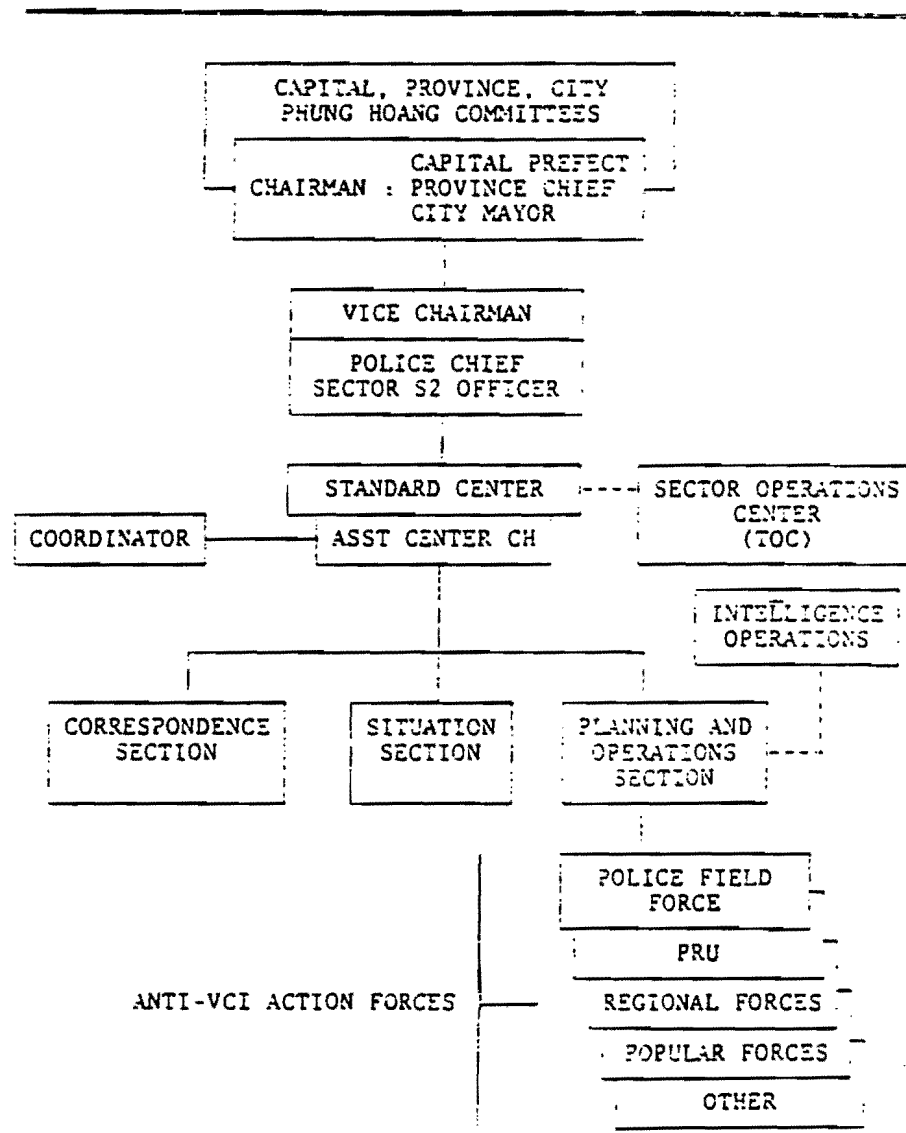 CAPITAL, PROVINCE, CITY
PHUNG HOANG COMMITTEES
CAPITAL PREFECT
CHAIRMAN : PROVINCE CHIEF
CITY MAYOR
VICE CHAIRMAN
POLICE CHIEF
SECTOR S2 OFFICER
STANDARD CENTER
SECTOR OPERATIONS
CENTER
(TOC)
COORDINATOR
ASST CENTER CH
INTELLIGENCE
OPERATIONS
CORRESPONDENCE
SECTION
SITUATION
SECTION
PLANNING AND
OPERATIONS
SECTION
POLICE FIELD
FORCE
PRU
ANTI-VCI ACTION FORCES
REGIONAL FORCES
POPULAR FORCES
OTHER